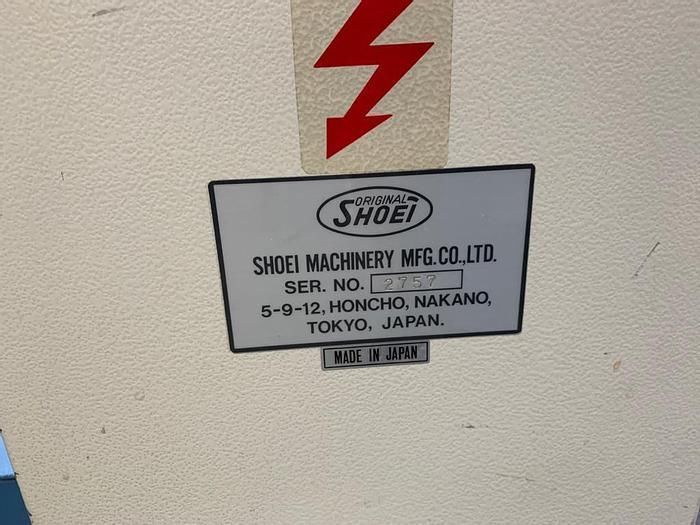 ORIGINAL
SHOEI
SHOEI MACHINERY MFG.CO.,LTD.
SER. NO. 2757
5-9-12, HONCHO, NAKANO,
TOKYO, JAPAN.
MADE IN JAPAN